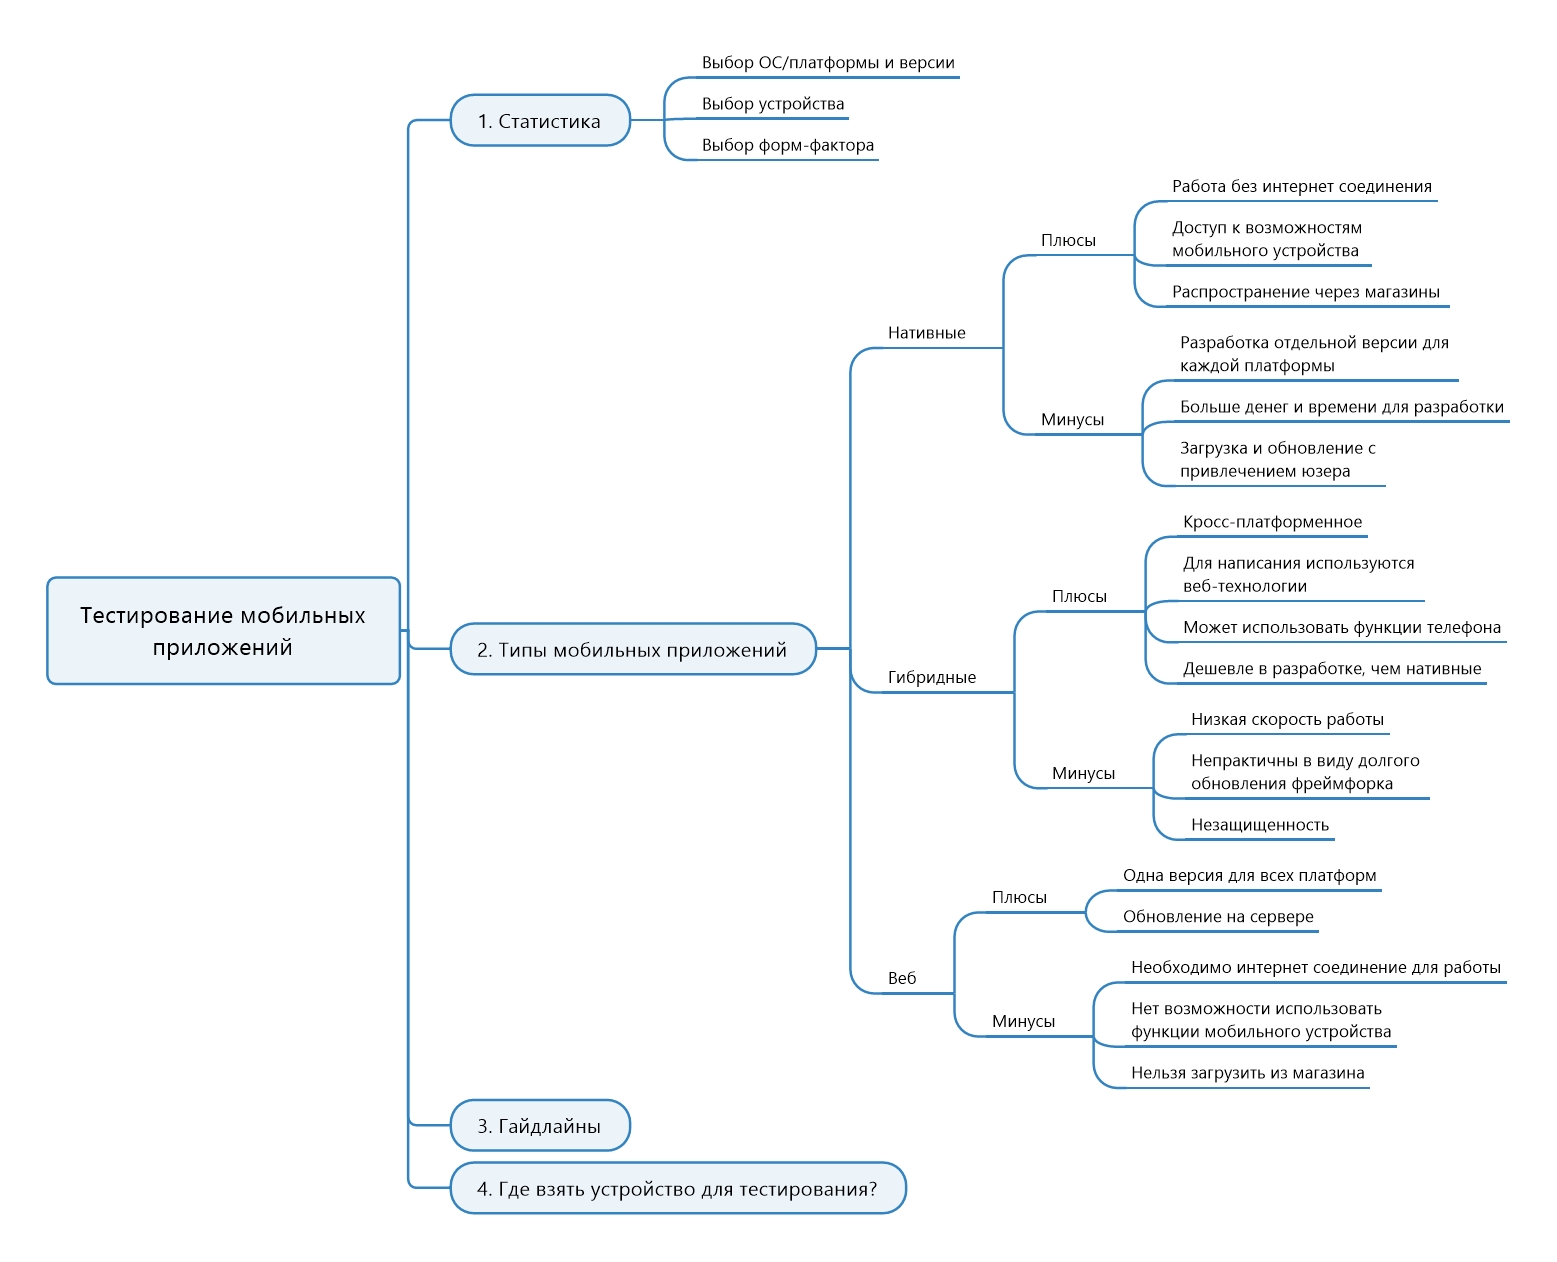 Тестирование мобильных
приложений
1. Статистика
Выбор ОС/платформы и версии
Выбор устройства
Выбор форм-фактора
2. Типы мобильных приложений
Нативные
Плюсы
Работа без интернет соединения
Доступ к возможностям
мобильного устройства
Распространение через магазины
Минусы
Разработка отдельной версии для
каждой платформы
Больше денег и времени для разработки
Загрузка и обновление с
привлечением юзера
Гибридные
Плюсы
Кросс-платформенное
Для написания используются
веб-технологии
Может использовать функции телефона
Дешевле в разработке, чем нативные
Минусы
Низкая скорость работы
Непрактичны в виду долгого
обновления фреймфорка
Незащищенность
Веб
Плюсы
Одна версия для всех платформ
Обновление на сервере
Минусы
Необходимо интернет соединение для работы
Нет возможности использовать
функции мобильного устройства
Нельзя загрузить из магазина
3. Гайдлайны
4. Где взять устройство для тестирования?